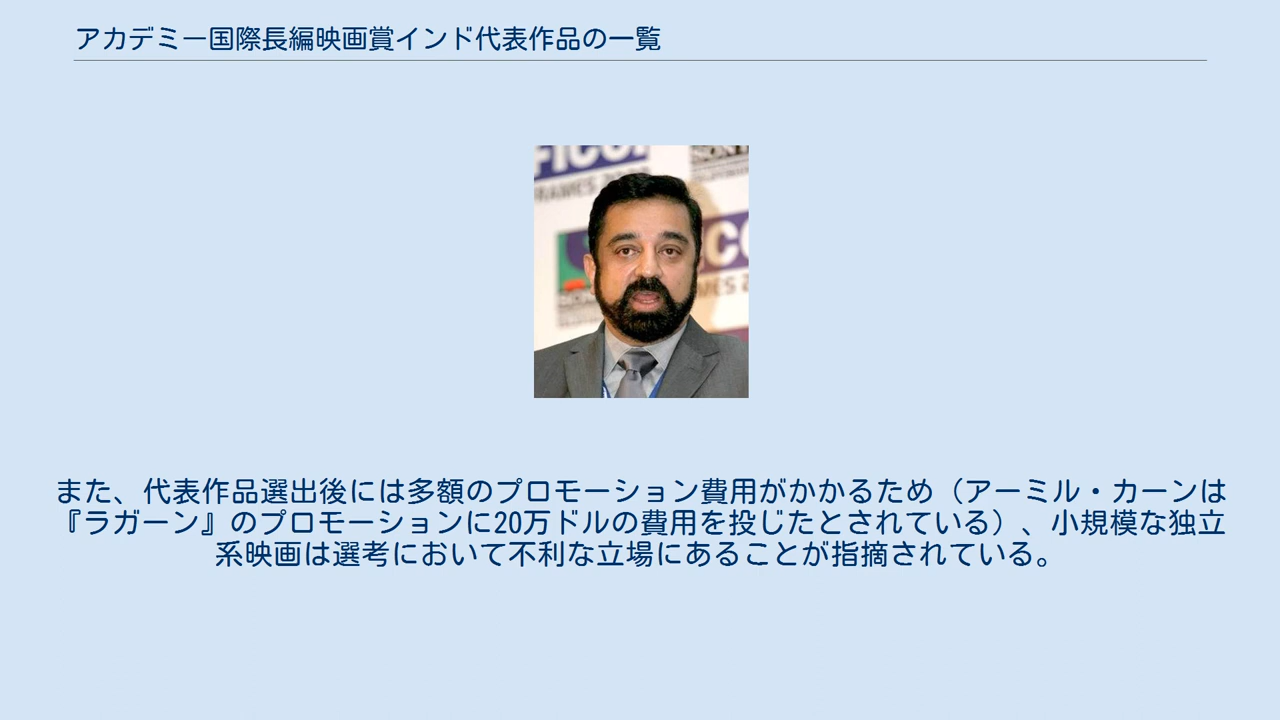 アカデミー国際長編映画賞インド代表作品の一覧
FICCI
FRAMES
また、代表作品選出後には多額のプロモーション費用がかかるため（アーミル・カーンは
『ラガーン』のプロモーションに20万ドルの費用を投じたとされている）、小規模な独立
系映画は選考において不利な立場にあることが指摘されている。